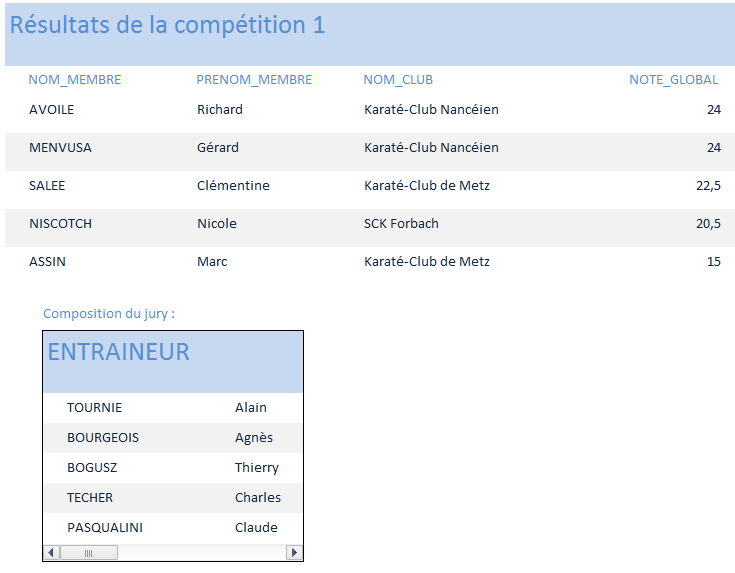 Résultats de la compétition 1
NOM_MEMBRE PRENOM_MEMBRE NOM_CLUB NOTE_GLOBAL
AVOILE Richard Karaté-Club Nancéien 24
MENVUSA Gérard Karaté-Club Nancéien 24
SALEE Clémentine Karaté-Club de Metz 22,5
NISCOTCH Nicole SCK Forbach 20,5
ASSIN Marc Karaté-Club de Metz 15
Composition du jury :
ENTRAINEUR
TOURNIE Alain
BOURGEOIS Agnès
BOGUSZ Thierry
TECHER Charles
PASQUALINI Claude